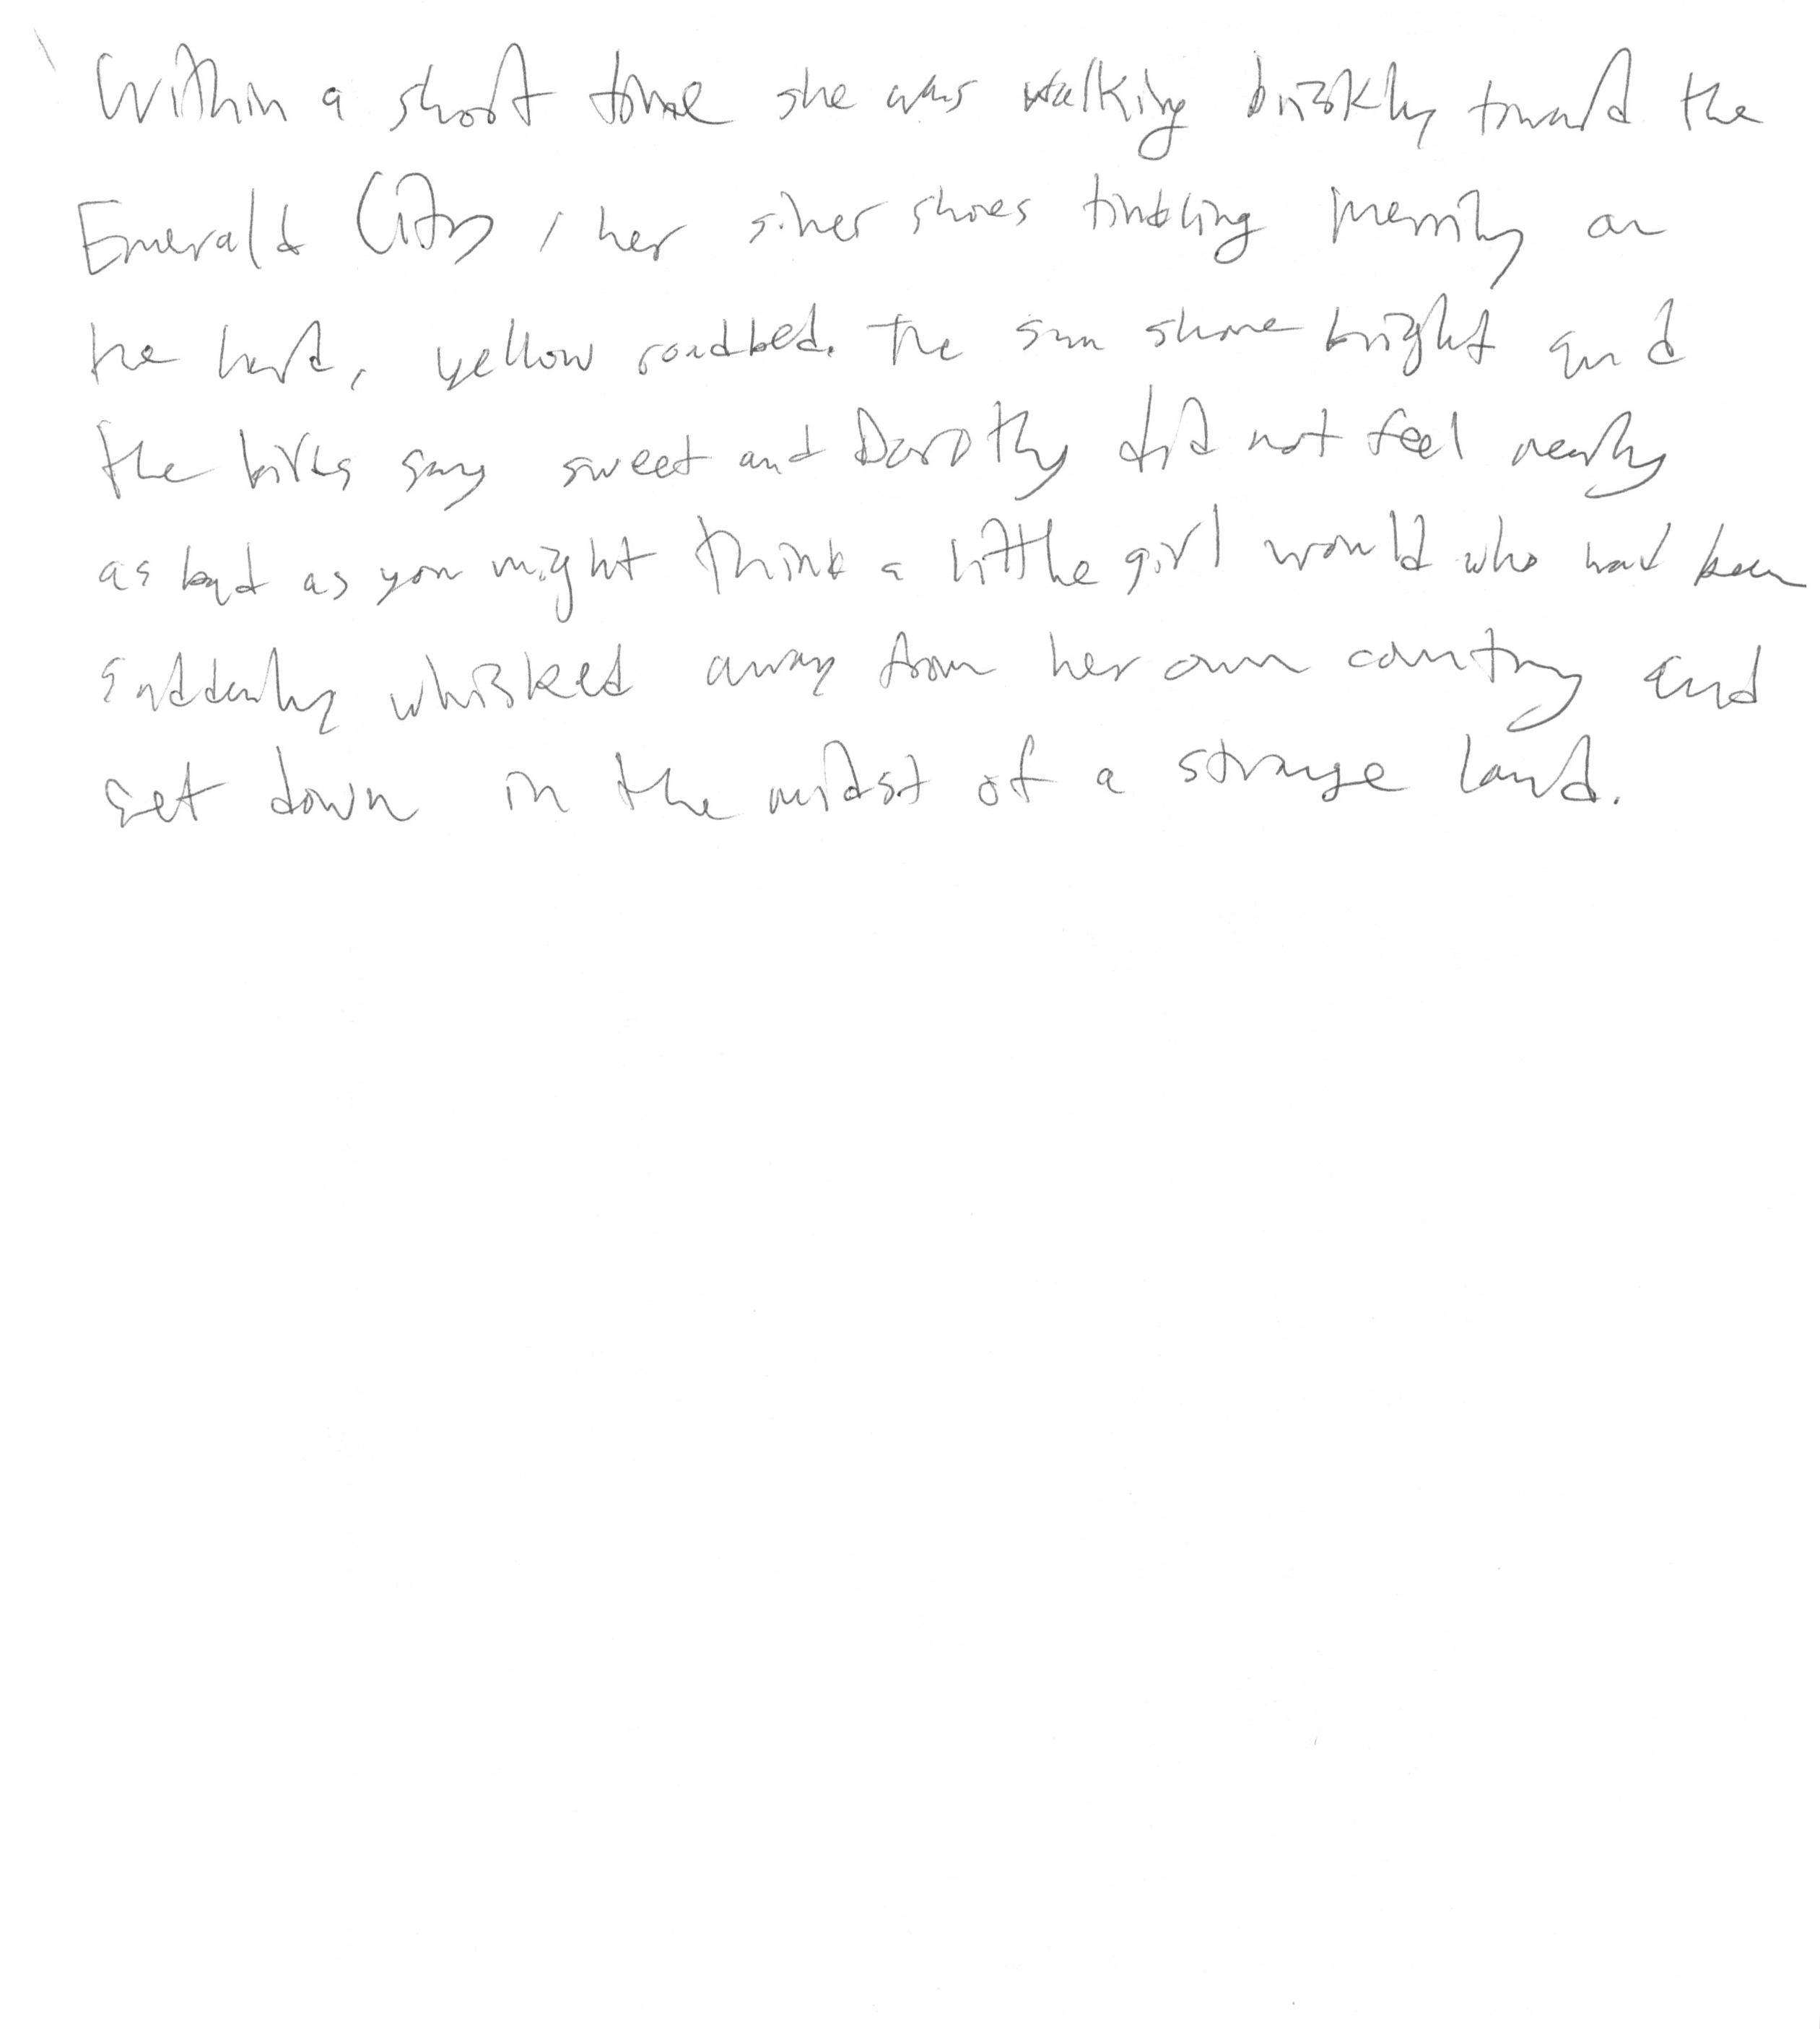 Within a short time she was walking briskly toward the
Emerald City, her silver shoes tinkling merrily on
he hard, yellow roadbed. The sun shone bright and
the birds sang sweet and Dorothy did not feel nearly
as bad as you might think a little girl would who had been
suddenly whisked away from her own country and
set down in the midst of a strange land.